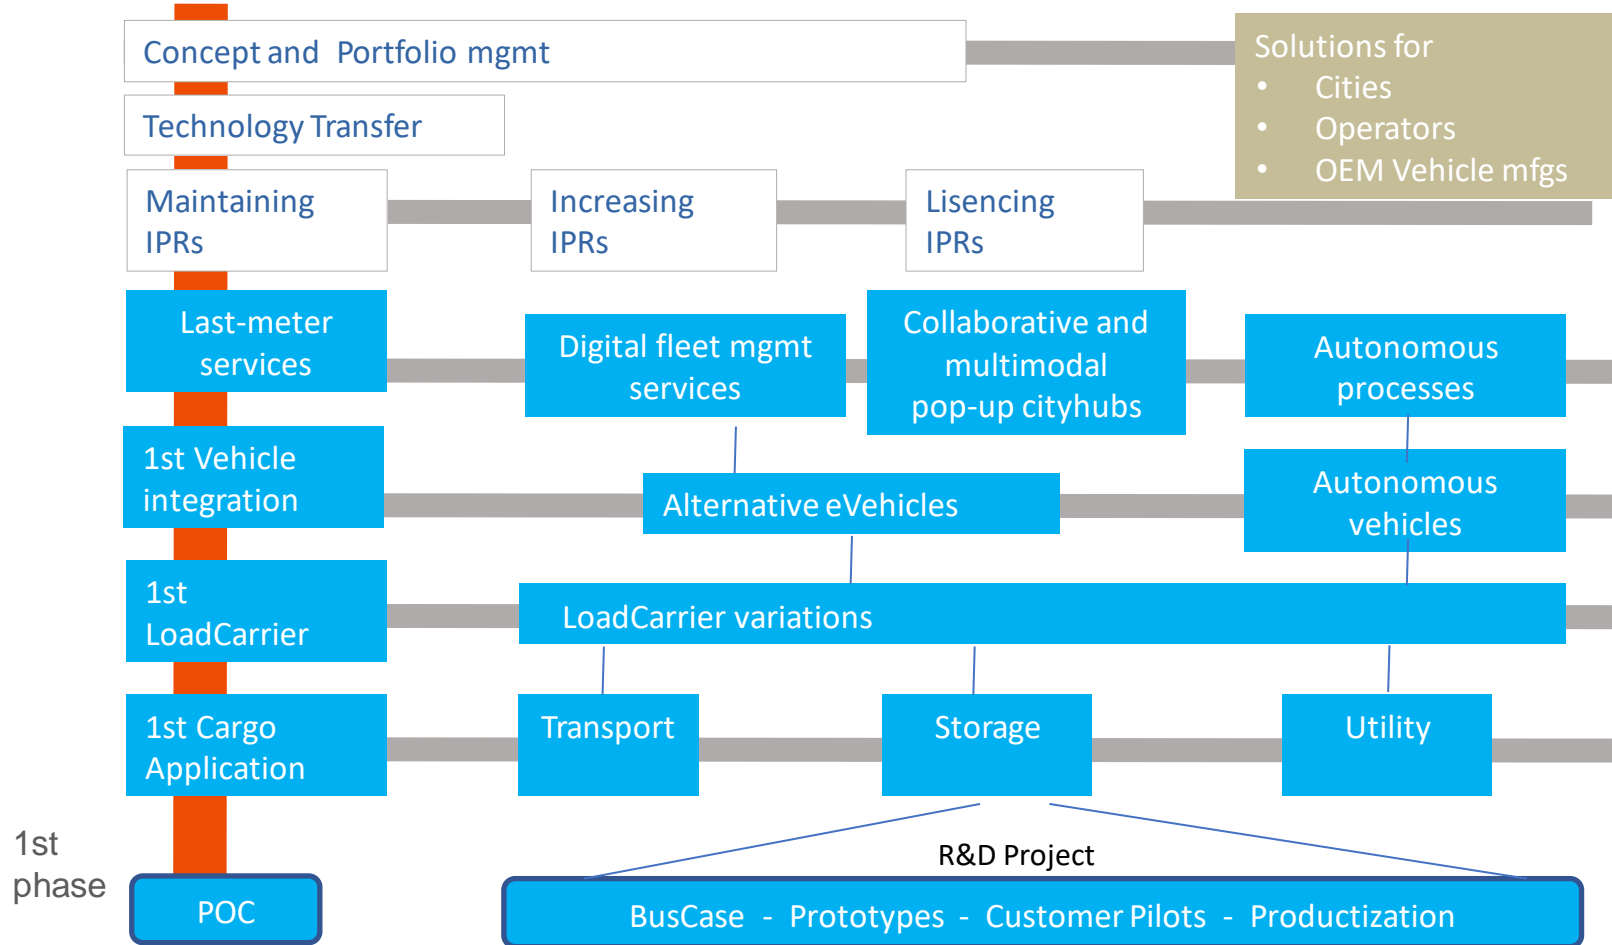 Concept and Portfolio mgmt
Solutions for
• Cities
• Operators
• OEM Vehicle mfgs
Technology Transfer
Maintaining
IPRs
Increasing
IPRs
Lisencing
IPRs
Last-meter
services
Digital fleet mgmt
services
Collaborative and
multimodal
pop-up cityhubs
Autonomous
processes
1st Vehicle
integration
Alternative eVehicles
Autonomous
vehicles
1st
LoadCarrier
LoadCarrier variations
1st Cargo
Application
Transport
Storage
Utility
1st
phase
POC
R&D Project
BusCase - Prototypes - Customer Pilots - Productization